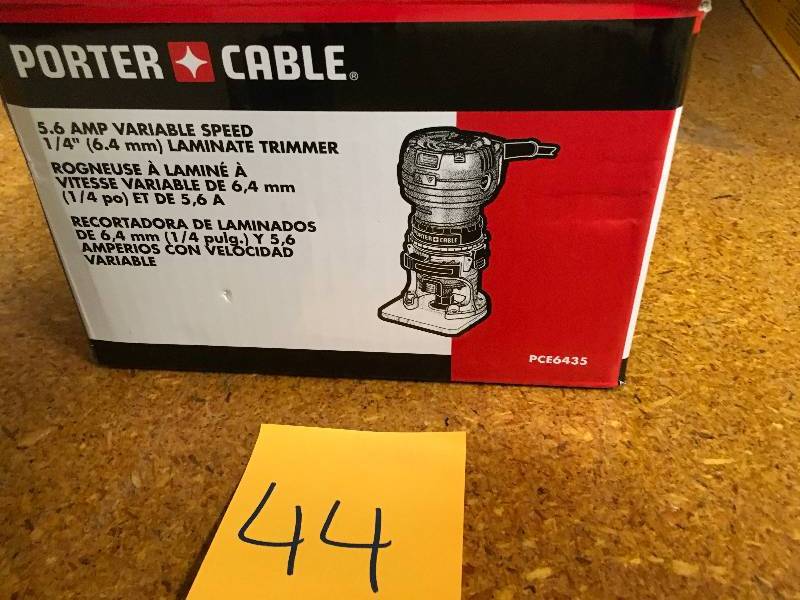 PORTER CABLE®
5.6 AMP VARIABLE SPEED
1/4" (6.4 mm) LAMINATE TRIMMER
ROGNEUSE À LAMINÉ À
VITESSE VARIABLE DE 6,4 mm
(1/4 po) ET DE 5,6 A
RECORTADORA DE LAMINADOS
DE 6,4 mm (1/4 pulg.) Y 5,6
AMPERIOS CON VELOCIDAD
VARIABLE
PORTER CABLE
PCE6435
44